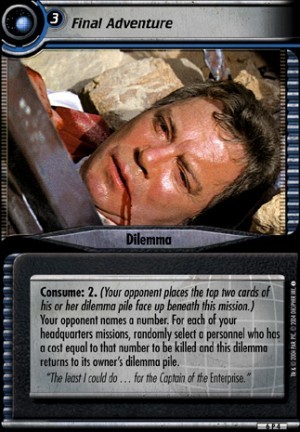 3
Final Adventure
Dilemma
Consume: 2. (Your opponent places the top two cards
of his or her dilemma pile face up beneath this mission.)
Your opponent names a number. For each of your
headquarters missions, randomly select a personnel who has
a cost equal to that number to be killed and this dilemma
returns to its owner's dilemma pile.
"The least I could do . . . for the Captain of the Enterprise."
6 P 4